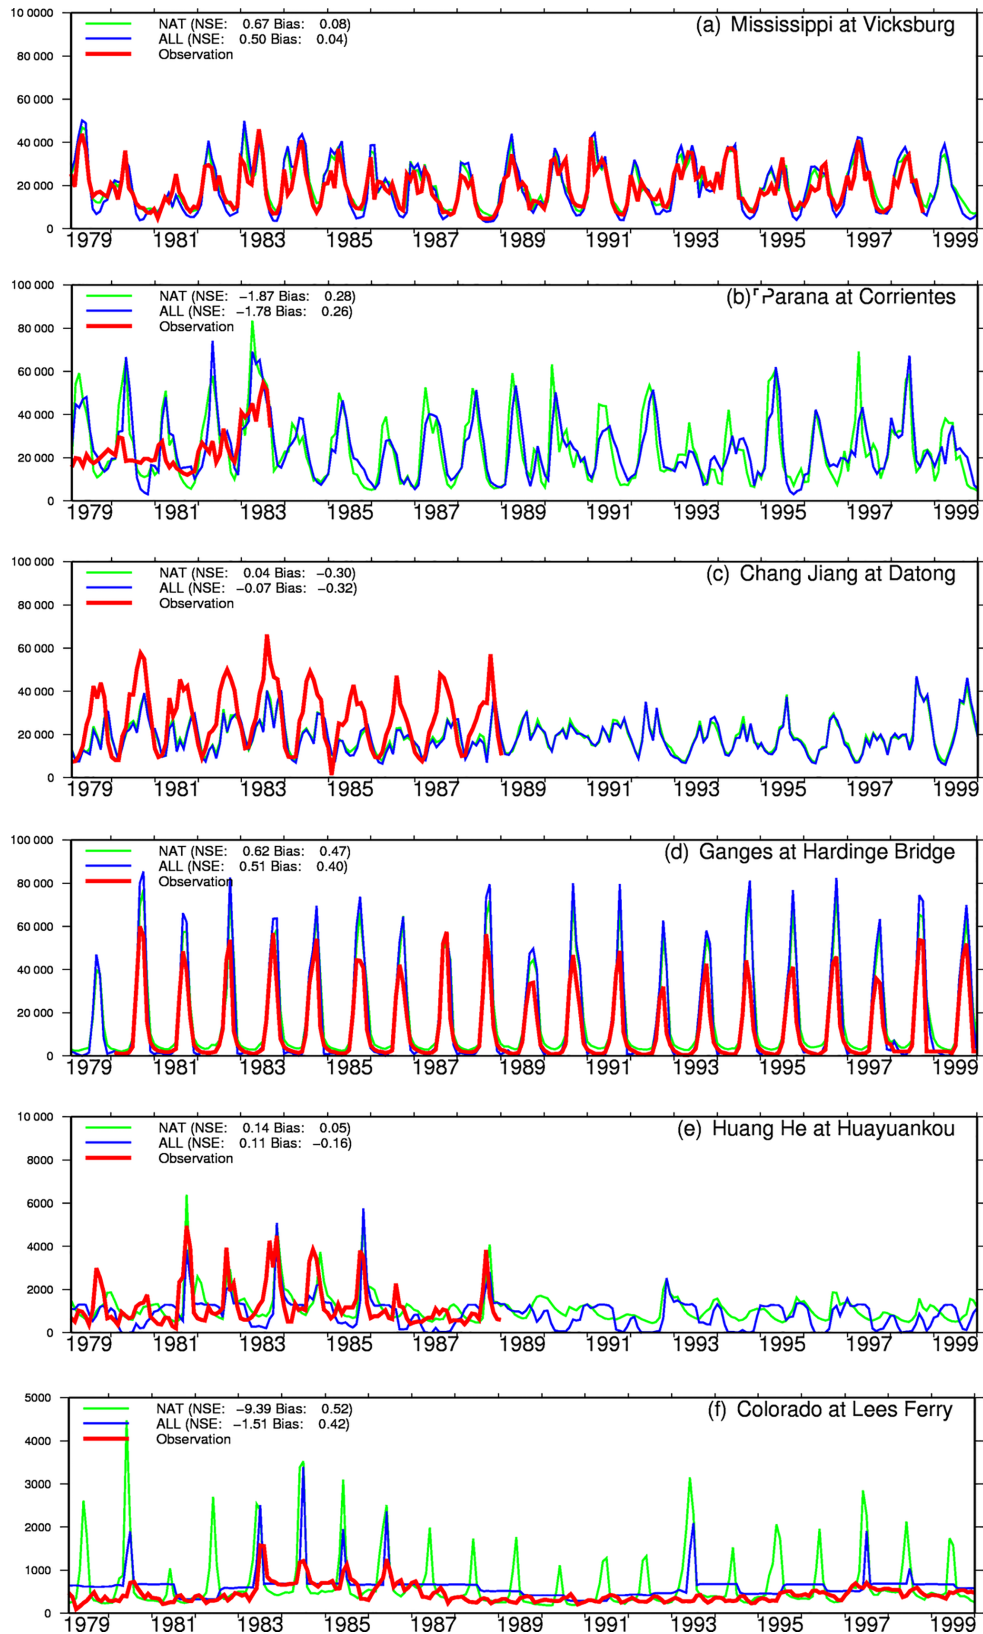 100 000
80 000
60 000
40 000
20 000
0
NAT (NSE: 0.67 Bias: 0.08)
ALL (NSE: 0.50 Bias: 0.04)
Observation
(a) Mississippi at Vicksburg
1979 1981 1983 1985 1987 1989 1991 1993 1995 1997 1999
100 000
80 000
60 000
40 000
20 000
0
NAT (NSE: −1.87 Bias: 0.28)
ALL (NSE: −1.78 Bias: 0.26)
Observation
(b) Parana at Corrientes
1979 1981 1983 1985 1987 1989 1991 1993 1995 1997 1999
100 000
80 000
60 000
40 000
20 000
0
NAT (NSE: 0.04 Bias: −0.30)
ALL (NSE: −0.07 Bias: −0.32)
Observation
(c) Chang Jiang at Datong
1979 1981 1983 1985 1987 1989 1991 1993 1995 1997 1999
100 000
80 000
60 000
40 000
20 000
0
NAT (NSE: 0.62 Bias: 0.47)
ALL (NSE: 0.51 Bias: 0.40)
Observation
(d) Ganges at Hardinge Bridge
1979 1981 1983 1985 1987 1989 1991 1993 1995 1997 1999
10 000
8000
6000
4000
2000
0
NAT (NSE: 0.14 Bias: 0.05)
ALL (NSE: 0.11 Bias: −0.16)
Observation
(e) Huang He at Huayuankou
1979 1981 1983 1985 1987 1989 1991 1993 1995 1997 1999
5000
4000
3000
2000
1000
0
NAT (NSE: −9.39 Bias: 0.52)
ALL (NSE: −1.51 Bias: 0.42)
Observation
(f) Colorado at Lees Ferry
1979 1981 1983 1985 1987 1989 1991 1993 1995 1997 1999